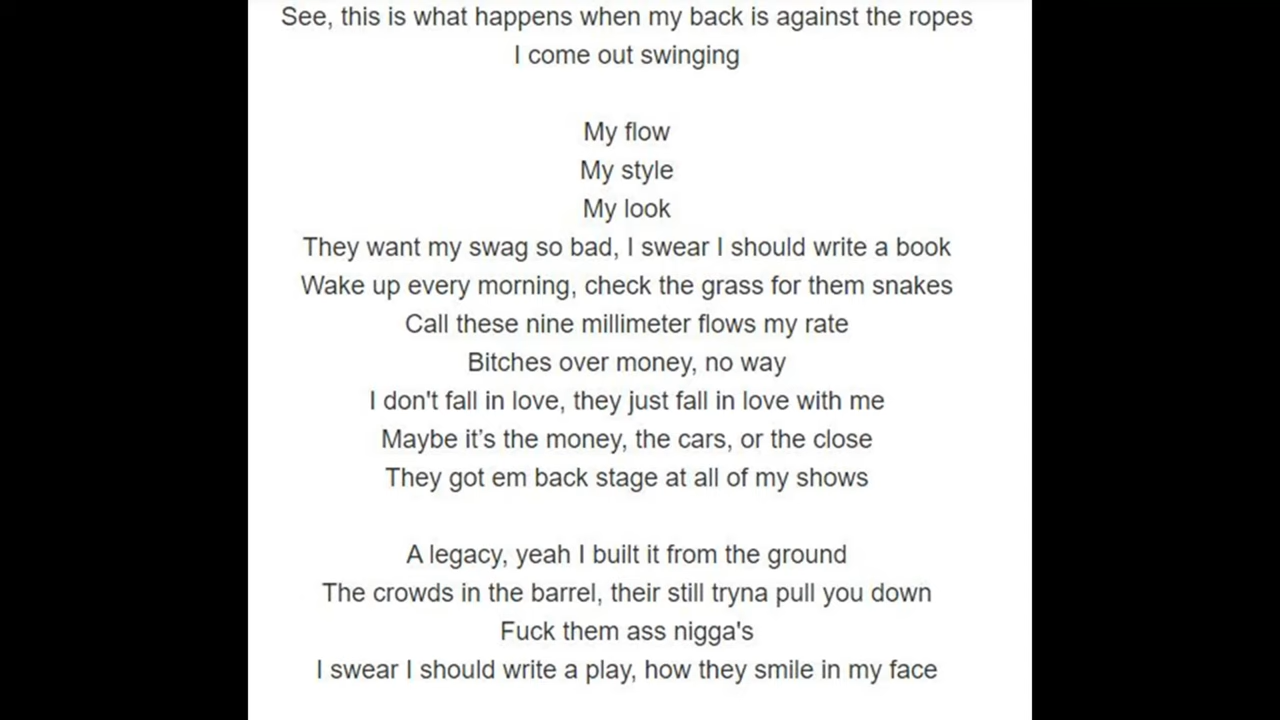 See, this is what happens when my back is against the ropes
I come out swinging
My flow
My style
My look
They want my swag so bad, I swear I should write a book
Wake up every morning, check the grass for them snakes
Call these nine millimeter flows my rate
Bitches over money, no way
I don't fall in love, they just fall in love with me
Maybe it’s the money, the cars, or the close
They got em back stage at all of my shows
A legacy, yeah I built it from the ground
The crowds in the barrel, their still tryna pull you down
Fuck them ass nigga's
I swear I should write a play, how they smile in my face